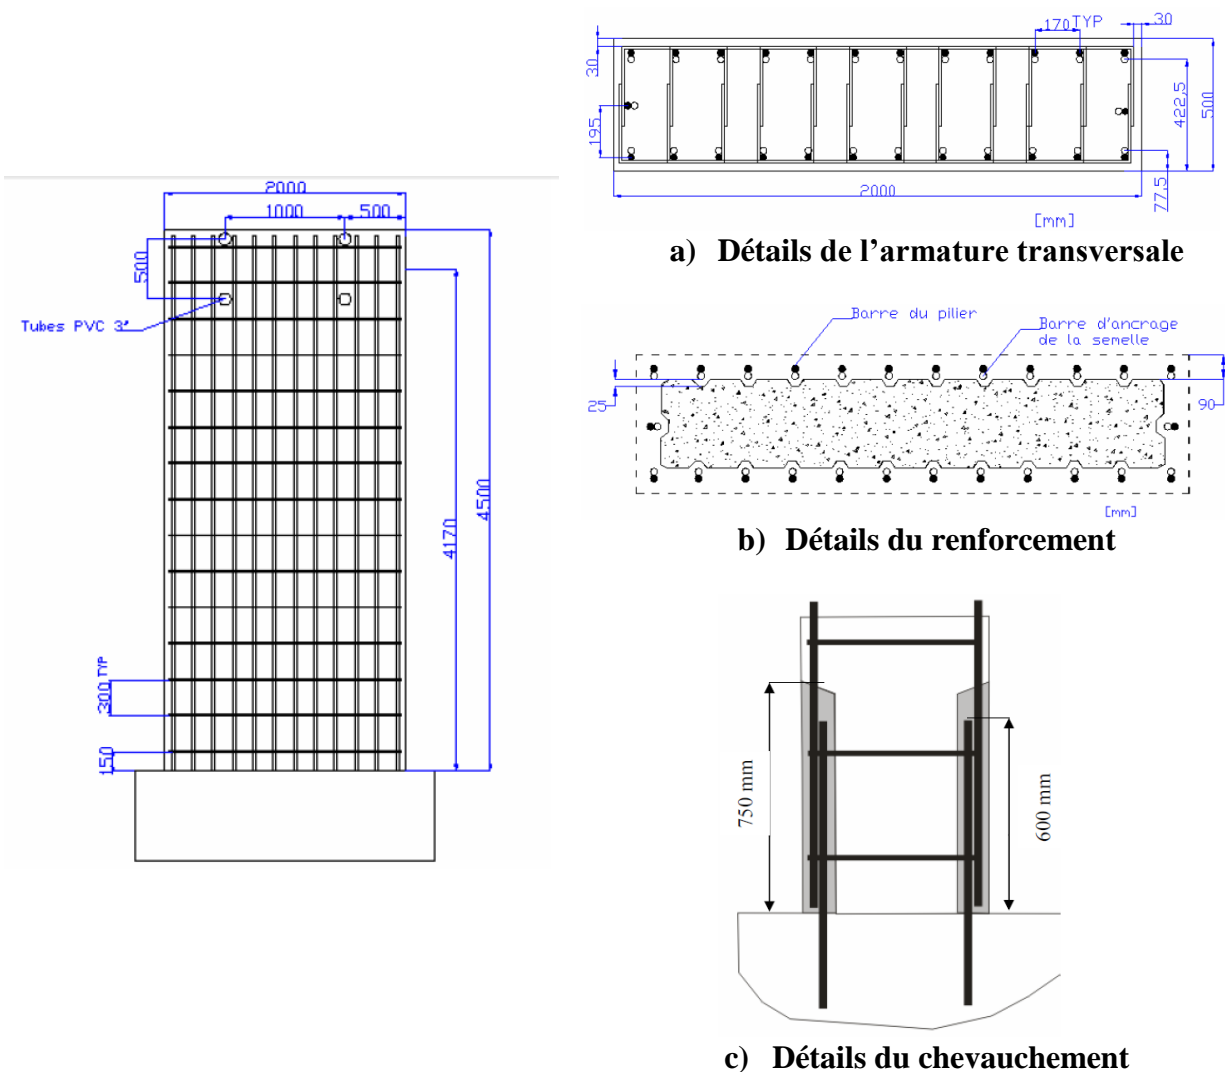 2000
1000
500
500
Tubes PVC 3"
4500
4170
300 TYP
150
170 TYP
30
30
195
422,5
500
2000
77,5
[mm]
a) Détails de l'armature transversale
Barre du pilier
Barre d'ancrage
de la semelle
25
90
[mm]
b) Détails du renforcement
750 mm
600 mm
c) Détails du chevauchement